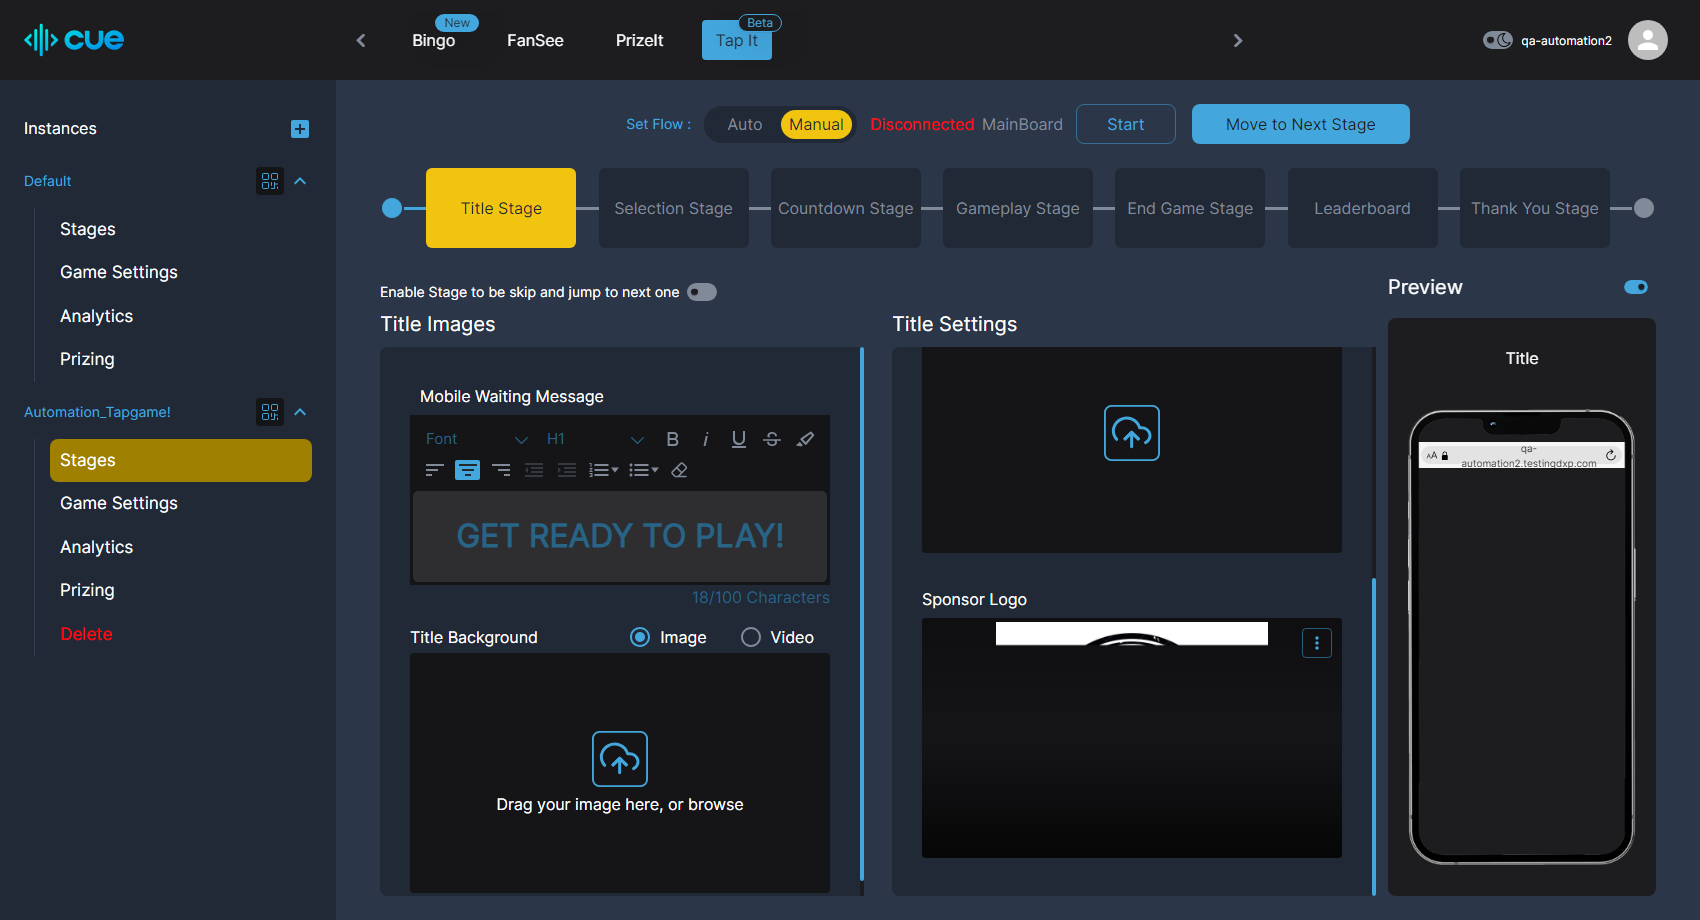 cue
Bingo
New
FanSee
PrizeIt
Tap It
Beta
qa-automation2
Instances
Default
Stages
Game Settings
Analytics
Prizing
Automation_Tapgame!
Stages
Game Settings
Analytics
Prizing
Delete
Set Flow :
Auto
Manual
Disconnected MainBoard
Start
Move to Next Stage
Title Stage
Selection Stage
Countdown Stage
Gameplay Stage
End Game Stage
Leaderboard
Thank You Stage
Enable Stage to be skip and jump to next one
Title Images
Mobile Waiting Message
Font
H1
B
i
U
S
GET READY TO PLAY!
18/100 Characters
Title Background
Image
Video
Drag your image here, or browse
Title Settings
Sponsor Logo
Preview
Title
AA
qa-
automation2.testingdxp.com